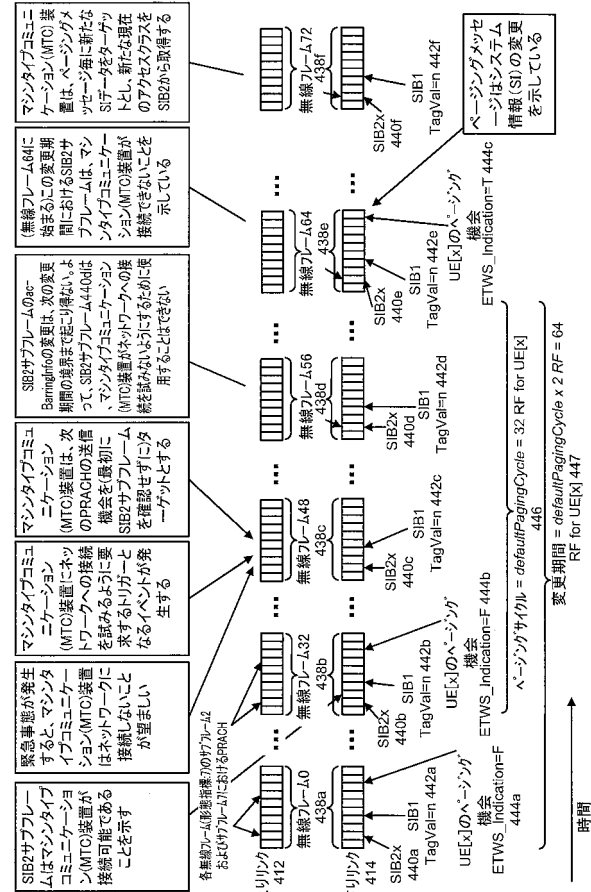 SIB2サブフレー
ムはマシンタイプ
コミュニケーショ
ン(MTC)装置が
接続可能である
ことを示す
緊急事態が発生
すると、マシンタ
イプコミュニケー
ション(MTC)装置
はネットワークに
接続しないこと
が望ましい
マシンタイプコミュ
ニケーション
(MTC)装置にネッ
トワークへの接続
を試みるように要
求するトリガーと
なるイベントが発
生する
マシンタイプコミュ
ニケーション
(MTC)装置は、次
のPRACHの送信
機会を(最初に
SIB2サブフレーム
を確認せずに)タ
ーゲットとする
SIB2サブフレームのac-
BarringInfoの変更は、次の変更
期間の境界まで起こり得ない。よ
って、SIB2サブフレーム440dは
、マシンタイプコミュニケーション
(MTC)装置がネットワークへの接
続を試みないようにするために使
用することはできない
(無線フレーム64に
始まる)この変更期
間におけるSIB2サ
ブフレームは、マシ
ンタイプコミュニケー
ション(MTC)装置が
接続できないことを
示している
マシンタイプコミュニ
ケーション(MTC)装
置は、ページングメ
ッセージ毎に新たな
SIデータをターゲッ
トとし、新たな現在
のアクセスクラスを
SIB2から取得する
各無線フレーム(形態指標:7)のサブフレーム2
およびサブフレーム7におけるPRACH
上りリンク
412
無線フレーム0
438a
無線フレーム32
438b
無線フレーム48
438c
無線フレーム56
438d
無線フレーム64
438e
無線フレーム72
438f
下りリンク
414
SIB2x
440a
SIB1
TagVal=n 442a
UE[x]のページング
機会
ETWS_Indication=F
444a
SIB2x
440b
SIB1
TagVal=n 442b
UE[x]のページング
機会
ETWS_Indication=F 444b
SIB2x
440c
SIB1
TagVal=n 442c
SIB2x
440d
SIB1
TagVal=n 442d
SIB2x
440e
SIB1
TagVal=n 442e
UE[x]のページング
機会
ETWS_Indication=T 444c
SIB2x
440f
SIB1
TagVal=n 442f
ページングメッセ
ージはシステム
情報(SI)の変更
を示している
ページングサイクル = defaultPagingCycle = 32 RF for UE[x]
446
変更期間 = defaultPagingCycle x 2 RF = 64
RF for UE[x] 447
時間